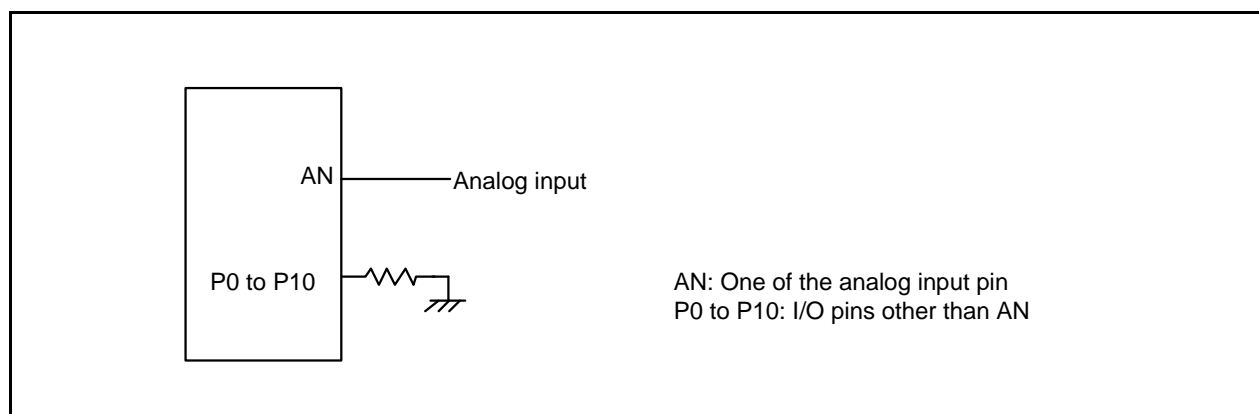 AN
Analog input
P0 to P10
AN: One of the analog input pin
P0 to P10: I/O pins other than AN